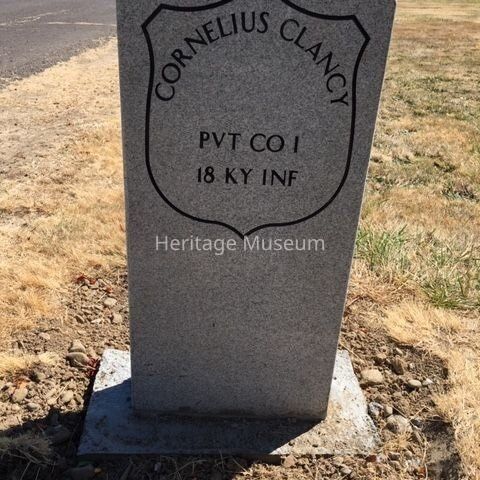 CORNELIUS CLANCY
PVT CO I
18 KY INF
Heritage Museum